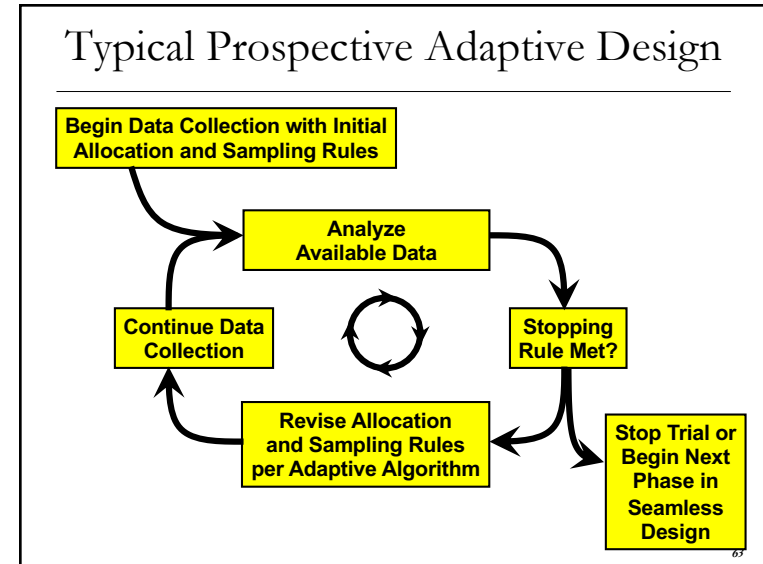 Typical Prospective Adaptive Design
Begin Data Collection with Initial
Allocation and Sampling Rules
Analyze
Available Data
Continue Data
Collection
Stopping
Rule Met?
Revise Allocation
and Sampling Rules
per Adaptive Algorithm
Stop Trial or
Begin Next
Phase in
Seamless
Design
63